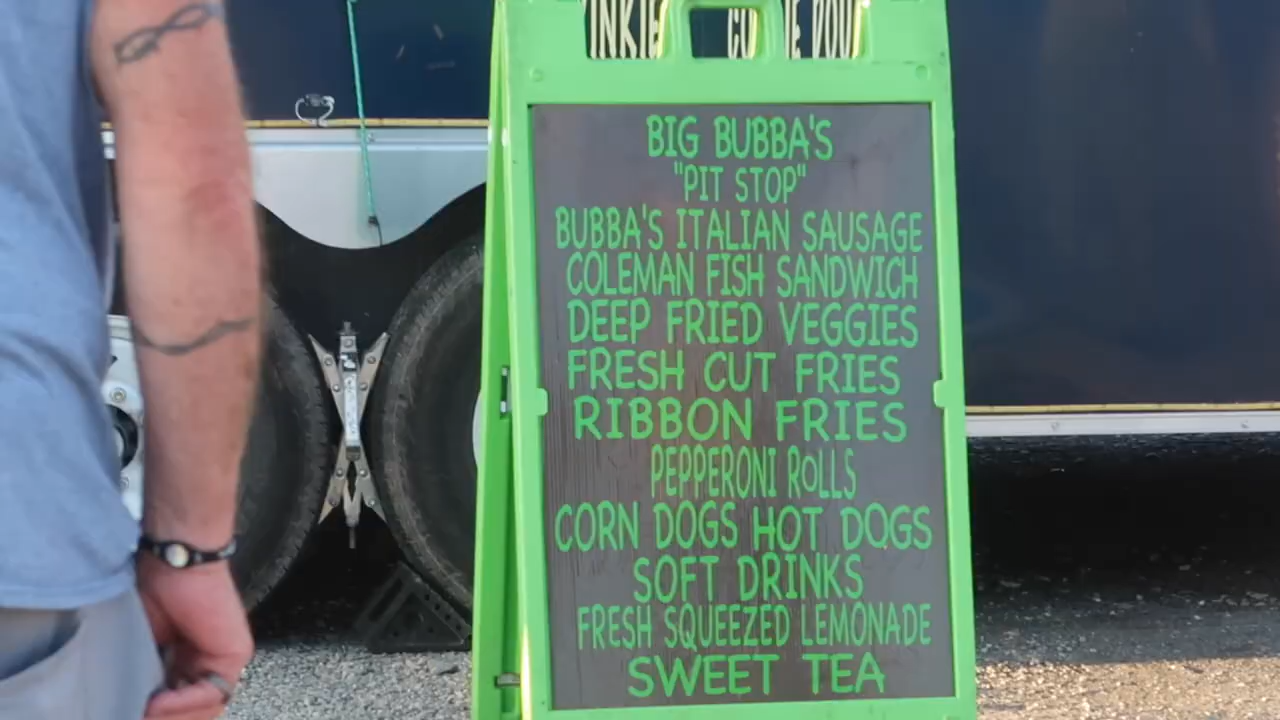 BIG BUBBA'S
"PIT STOP"
BUBBA'S ITALIAN SAUSAGE
COLEMAN FISH SANDWICH
DEEP FRIED VEGGIES
FRESH CUT FRIES
RIBBON FRIES
PEPPERONI ROLLS
CORN DOGS HOT DOGS
SOFT DRINKS
FRESH SQUEEZED LEMONADE
SWEET TEA